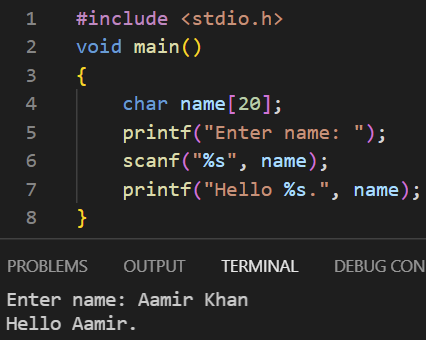 1 #include <stdio.h>
2 void main()
3 {
4 char name[20];
5 printf("Enter name: ");
6 scanf("%s", name);
7 printf("Hello %s.", name);
8 }
PROBLEMS OUTPUT TERMINAL DEBUG CON
Enter name: Aamir Khan
Hello Aamir.